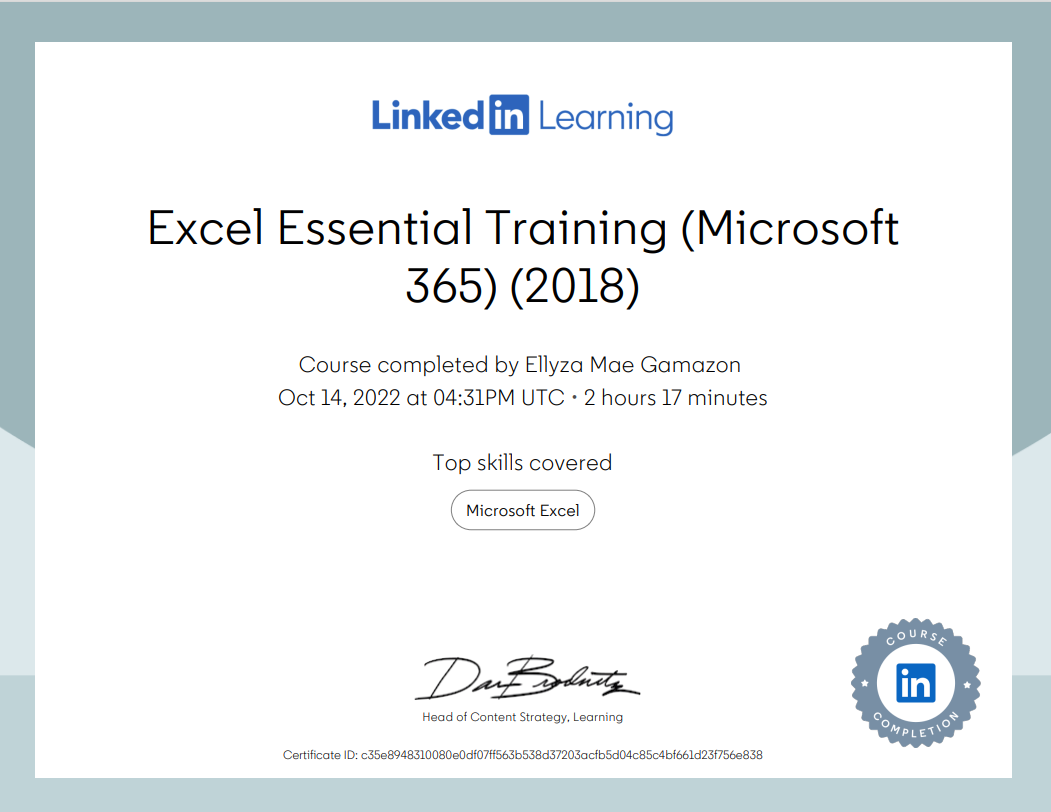 Linked in Learning
Excel Essential Training (Microsoft
365) (2018)
Course completed by Ellyza Mae Gamazon
Oct 14, 2022 at 04:31PM UTC • 2 hours 17 minutes
Top skills covered
Microsoft Excel
Dan Brodnitz
Head of Content Strategy, Learning
COURSE
in
COMPLETION
Certificate ID: c35e8948310080e0df07ff563b538d37203acfb5d04c85c4bf661d23f756e838